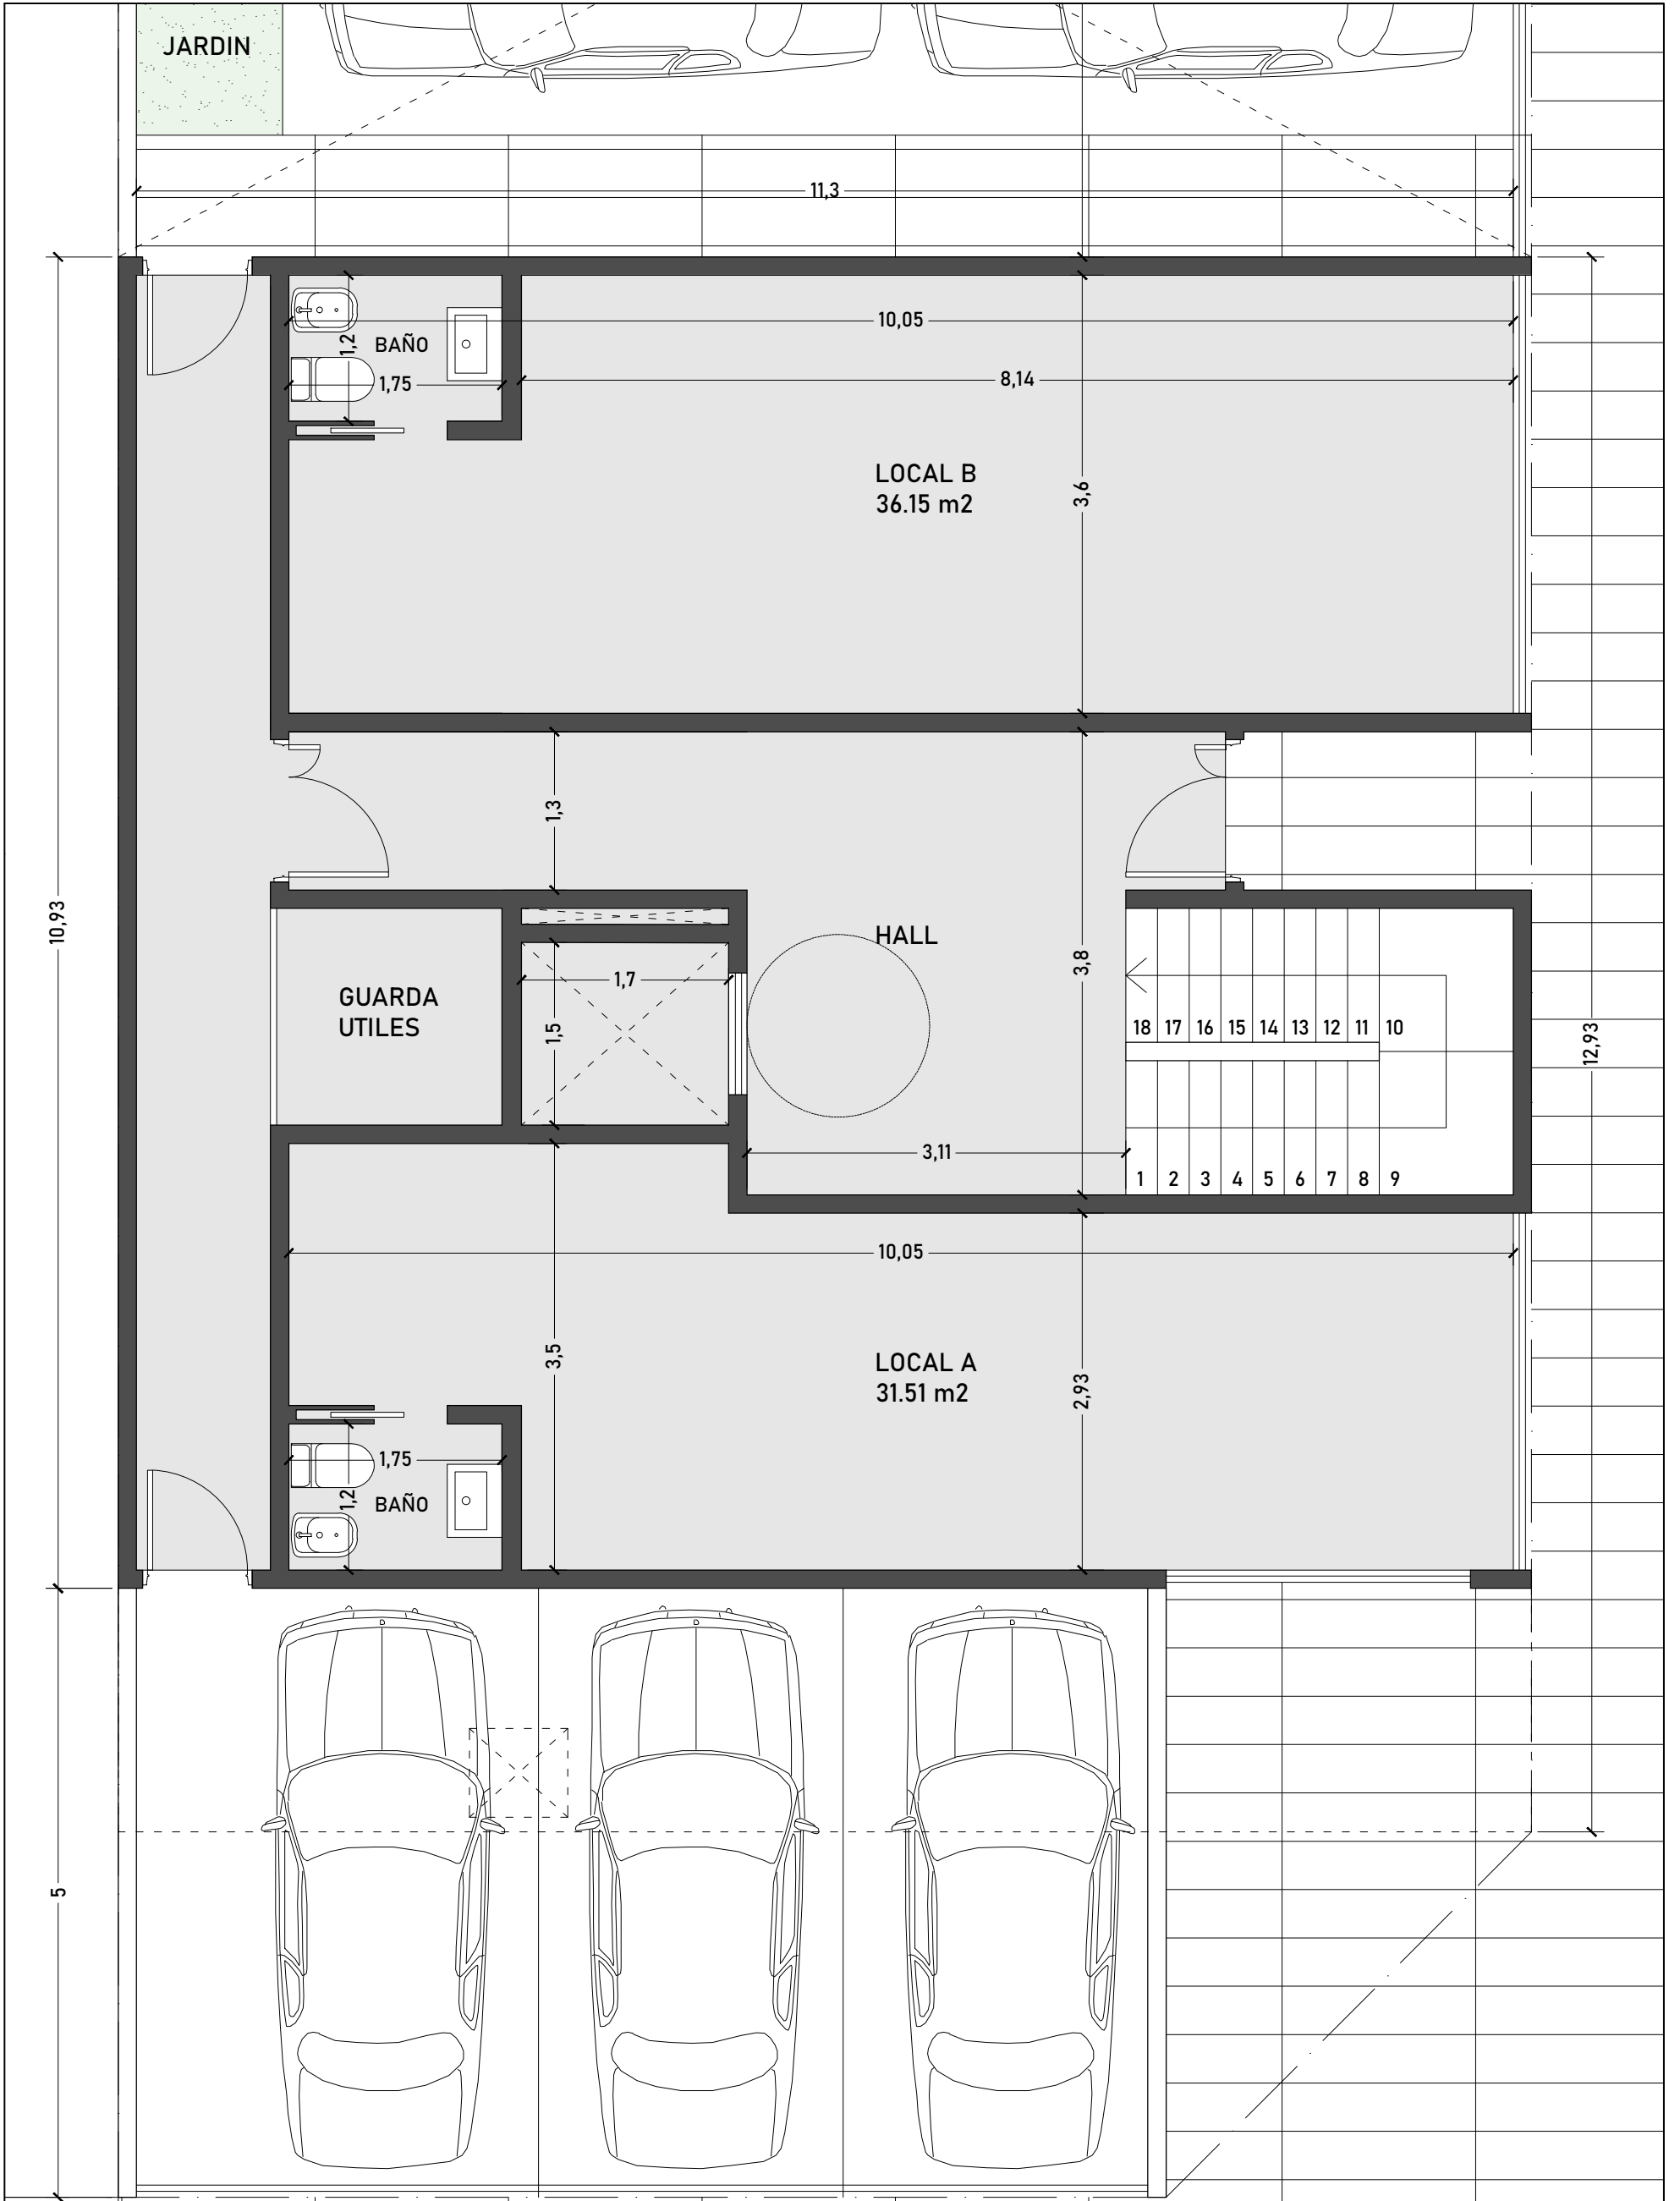 JARDIN
11,3
10,05
1,2
BAÑO
1,75
8,14
LOCAL B
36.15 m2
3,6
1,3
10,93
HALL
3,8
GUARDA
UTILES
1,7
1,5
18 17 16 15 14 13 12 11 10
12,93
3,11
1 2 3 4 5 6 7 8 9
10,05
3,5
LOCAL A
31.51 m2
2,93
1,75
1,2
BAÑO
D
D
D
5